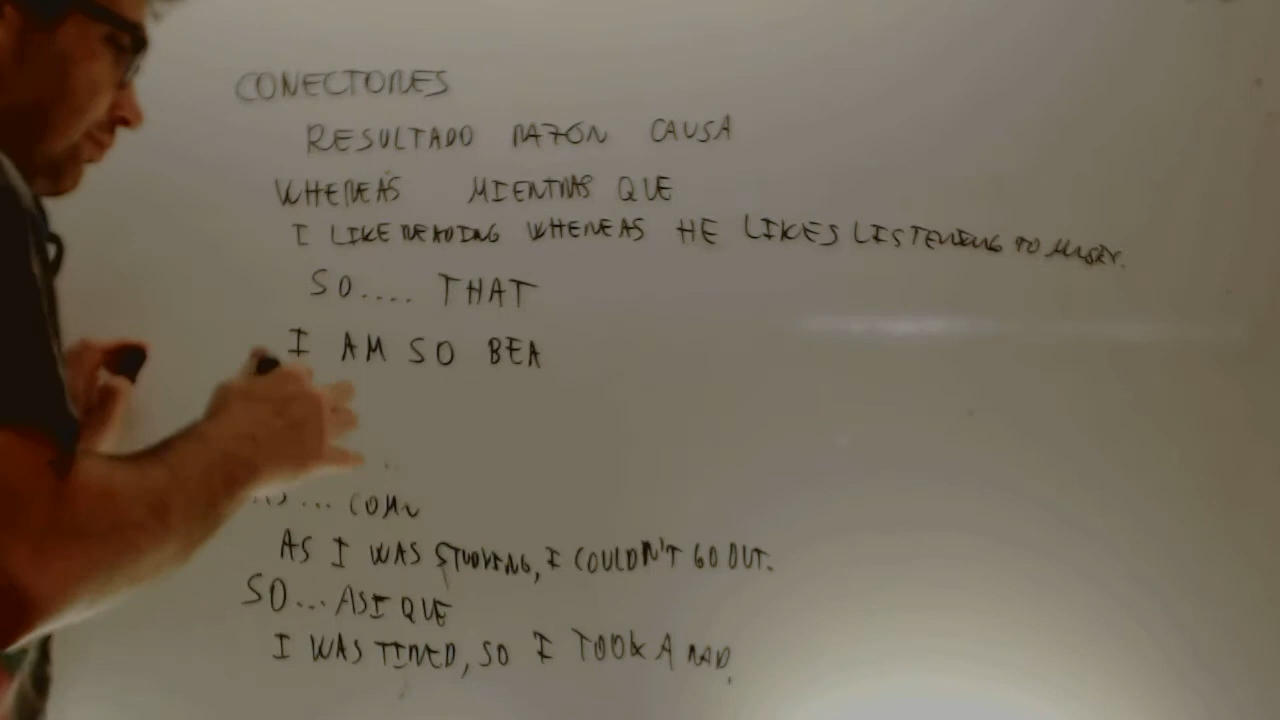 CONECTORES
RESULTADO RAZÓN CAUSA
WHEREAS MIENTRAS QUE
I LIKE READING WHEREAS HE LIKES LISTENING TO MUSIC.
SO.... THAT
I AM SO BEA
AS... COMO
AS I WAS STUDYING, I COULDN'T GO OUT.
SO... ASI QUE
I WAS TIRED, SO I TOOK A NAP.